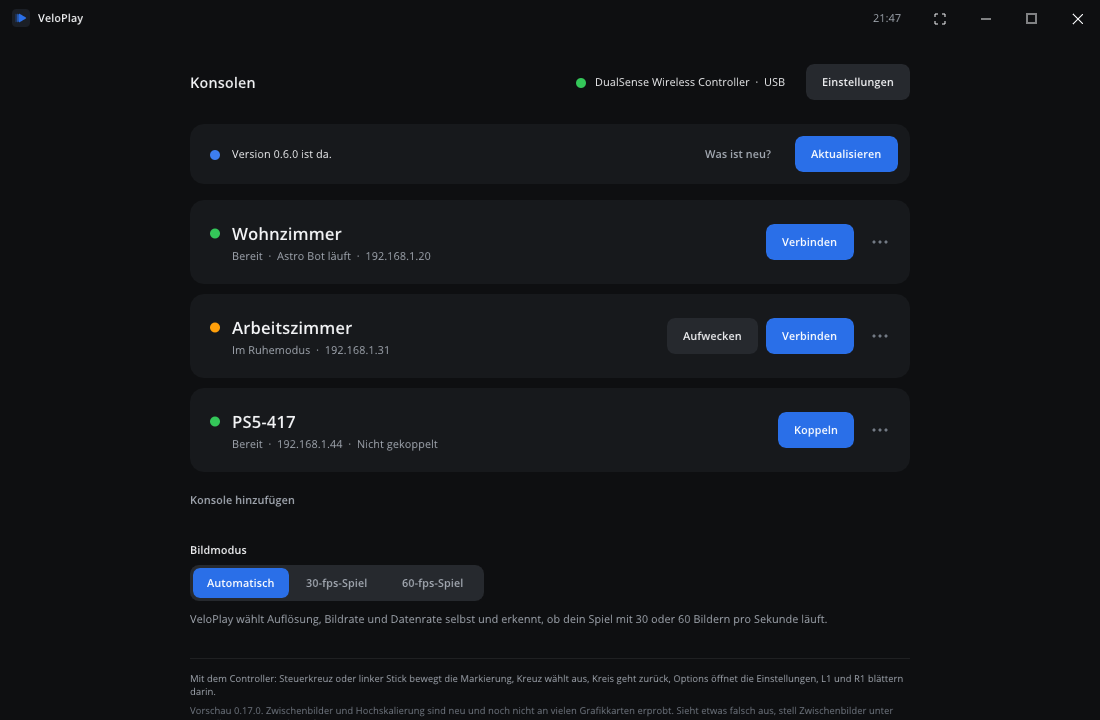 VeloPlay
21:47
Konsolen
DualSense Wireless Controller · USB
Einstellungen
Version 0.6.0 ist da.
Was ist neu?
Aktualisieren
Wohnzimmer
Bereit · Astro Bot läuft · 192.168.1.20
Verbinden
Arbeitszimmer
Im Ruhemodus · 192.168.1.31
Aufwecken
Verbinden
PS5-417
Bereit · 192.168.1.44 · Nicht gekoppelt
Koppeln
Konsole hinzufügen
Bildmodus
Automatisch
30-fps-Spiel
60-fps-Spiel
VeloPlay wählt Auflösung, Bildrate und Datenrate selbst und erkennt, ob dein Spiel mit 30 oder 60 Bildern pro Sekunde läuft.
Mit dem Controller: Steuerkreuz oder linker Stick bewegt die Markierung, Kreuz wählt aus, Kreis geht zurück, Options öffnet die Einstellungen, L1 und R1 blättern
darin.
Vorschau 0.17.0. Zwischenbilder und Hochskalierung sind neu und noch nicht an vielen Grafikkarten erprobt. Sieht etwas falsch aus, stell Zwischenbilder unter